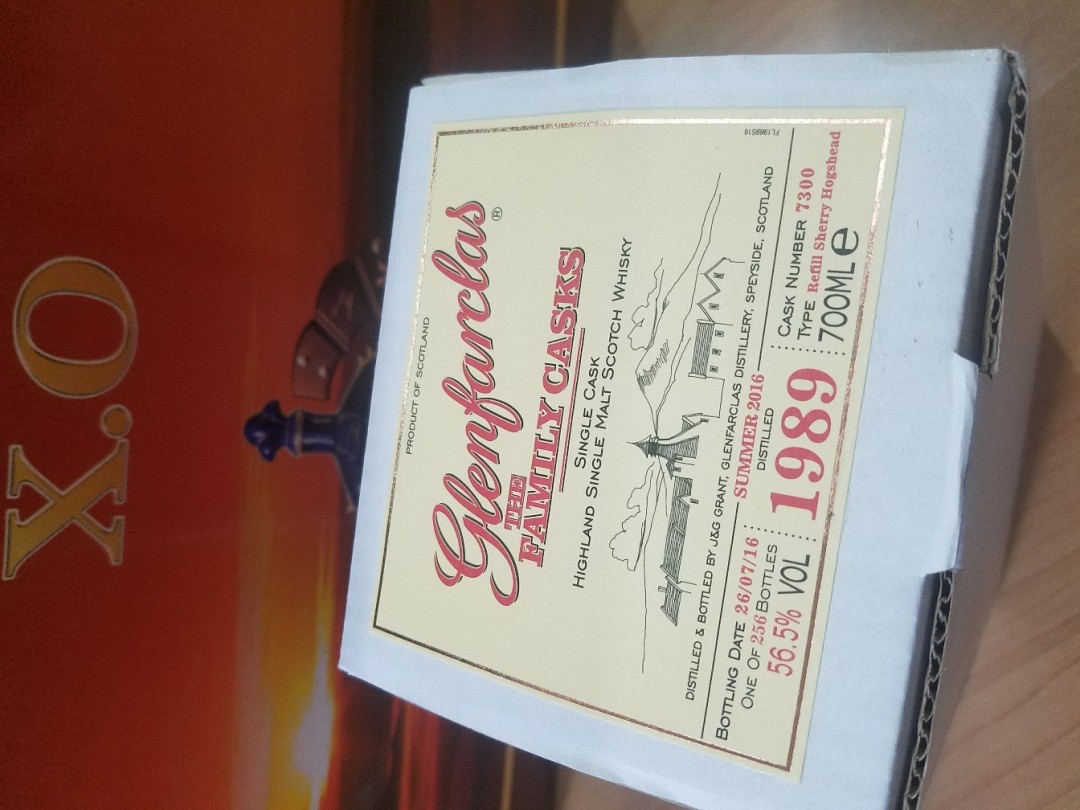 X.O
PRODUCT OF SCOTLAND
Glenfarclas®
THE
FAMILY CASKS
SINGLE CASK
HIGHLAND SINGLE MALT SCOTCH WHISKY
FL1989S16
DISTILLED & BOTTLED BY J&G GRANT, GLENFARCLAS DISTILLERY, SPEYSIDE, SCOTLAND
SUMMER 2016
BOTTLING DATE 26/07/16
ONE OF 256 BOTTLES
56.5% VOL
DISTILLED
1989
CASK NUMBER 7300
TYPE Refill Sherry Hogshead
700ML e